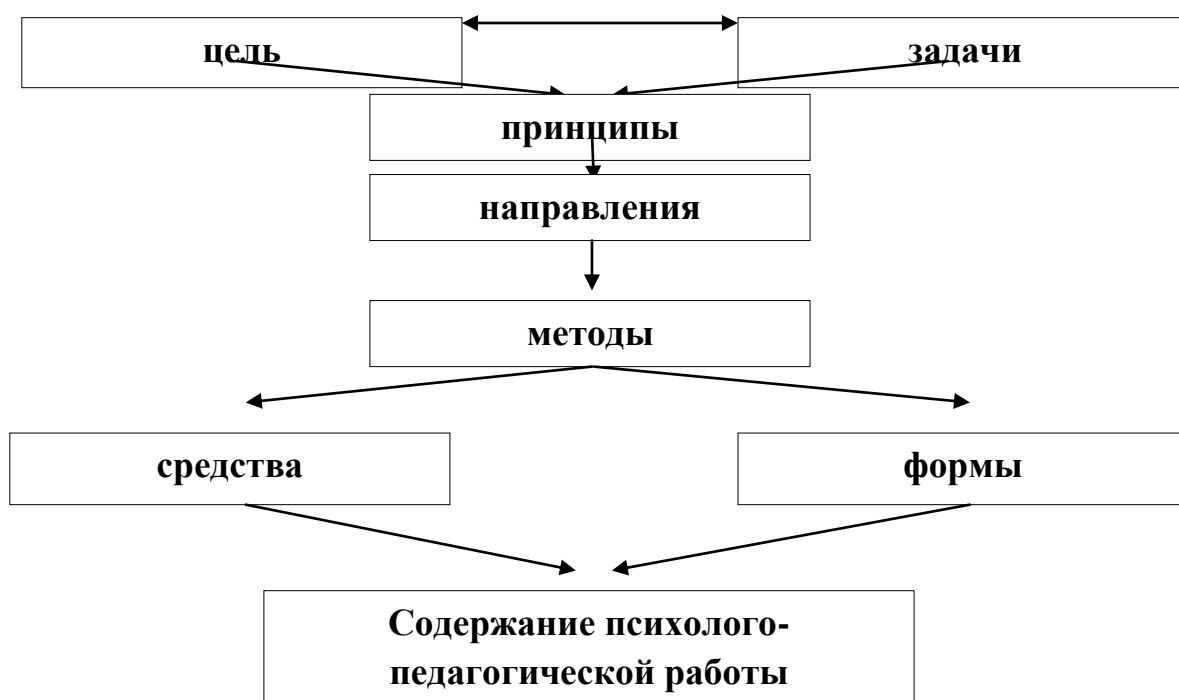 цель
задачи
принципы
направления
методы
средства
формы
Содержание психолого-
педагогической работы